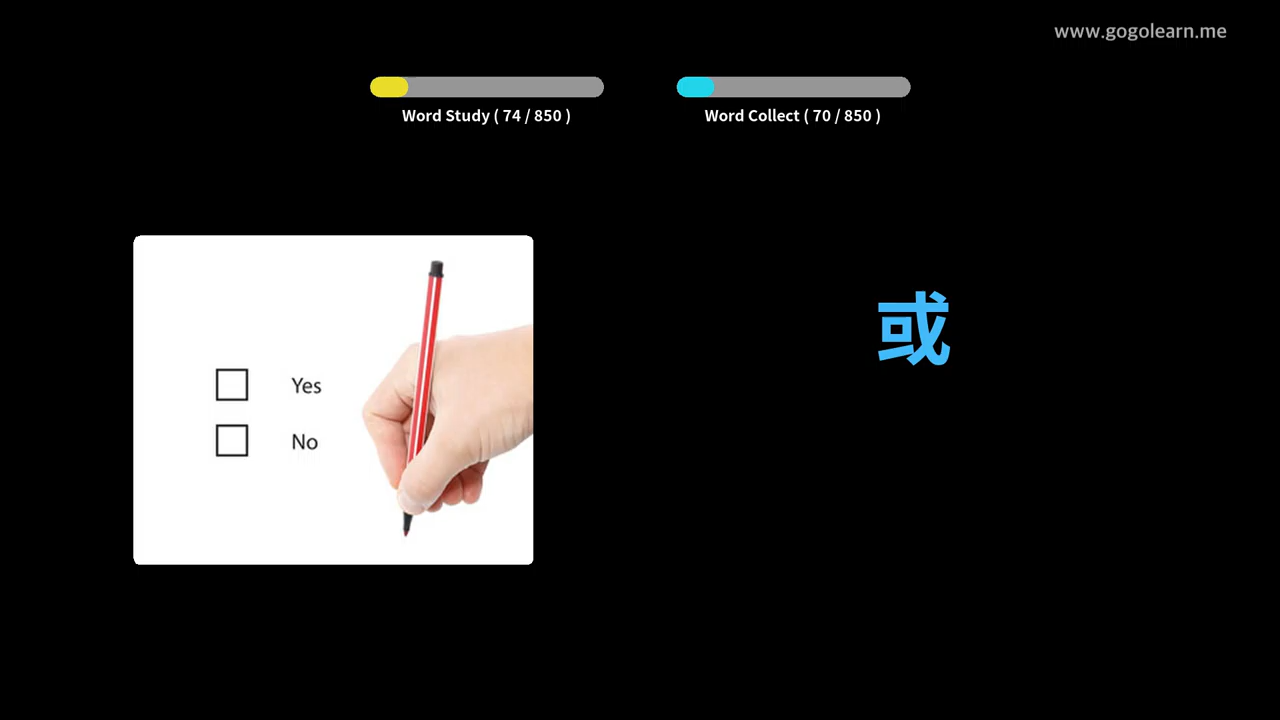 www.gogolearn.me
Word Study ( 74 / 850 )
Word Collect ( 70 / 850 )
Yes
No
或